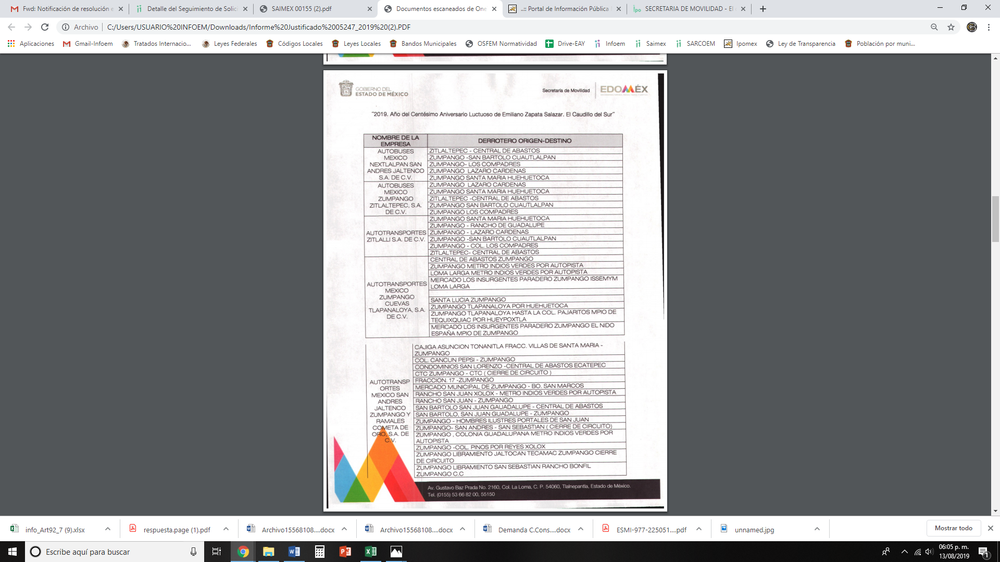 Fwd: Notificación de resolución e
Detalle del Seguimiento de Solici
SAIMEX 00155 (2).pdf
Documentos escaneados de One
..:: Portal de Información Pública
SECRETARIA DE MOVILIDAD - El
Archivo
C:/Users/USUARIO%20INFOEM/Downloads/Informe%20Justificado%2005247_2019%20(2).PDF
Aplicaciones
Gmail-Infoem
Tratados Internacio...
Leyes Federales
Códigos Locales
Leyes Locales
Bandos Municipales
OSFEM Normatividad
Drive-EAY
Infoem
Saimex
SARCOEM
Ipomex
Ley de Transparencia
Población por muni...
GOBIERNO DEL
ESTADO DE MÉXICO
Secretaría de Movilidad
EDOMÉX
"2019. Año del Centésimo Aniversario Luctuoso de Emiliano Zapata Salazar. El Caudillo del Sur"
NOMBRE DE LA
EMPRESA
DERROTERO ORIGEN-DESTINO
AUTOBUSES
MEXICO
NEXTLALPAN SAN
ANDRES JALTENCO
S.A. DE C.V.
ZITLALTEPEC - CENTRAL DE ABASTOS
ZUMPANGO -SAN BARTOLO CUAUTLALPAN
ZUMPANGO- LOS COMPADRES
ZUMPANGO  LAZARO CARDENAS
ZUMPANGO SANTA MARIA HUEHUETOCA
AUTOBUSES
MEXICO
ZUMPANGO
ZITLALTEPEC, S.A.
DE C.V.
ZUMPANGO  LAZARO CARDENAS
ZUMPANGO SANTA MARIA HUEHUETOCA
ZITLALTEPEC -CENTRAL DE ABASTOS
ZUMPANGO SAN BARTOLO CUAUTLALPAN
ZUMPANGO LOS COMPADRES
AUTOTRANSPORTES
ZITLALLI S.A. DE C.V.
ZUMPANGO SANTA MARIA HUEHUETOCA
ZUMPANGO - RANCHO DE GUADALUPE
ZUMPANGO - LAZARO CARDENAS
ZUMPANGO -SAN BARTOLO CUAUTLALPAN
ZUMPANGO - COL. LOS COMPADRES
ZITLALTEPEC- CENTRAL DE ABASTOS
AUTOTRANSPORTES
MEXICO
ZUMPANGO
CUEVAS
TLAPANALOYA, S.A.
DE C.V.
CENTRAL DE ABASTOS ZUMPANGO
ZUMPANGO METRO INDIOS VERDES POR AUTOPISTA
LOMA LARGA METRO INDIOS VERDES POR AUTOPISTA
MERCADO LOS INSURGENTES PARADERO ZUMPANGO ISSEMYM
LOMA LARGA
SANTA LUCIA ZUMPANGO
ZUMPANGO TLAPANALOYA POR HUEHUETOCA
ZUMPANGO TLAPANALOYA HASTA LA COL. PAJARITOS MPIO DE
TEQUIXQUIAC POR HUEYPOXTLA
MERCADO LOS INSURGENTES PARADERO ZUMPANGO EL NIDO
ESPAÑA MPIO DE ZUMPANGO
AUTOTRANSP
ORTES
MEXICO SAN
ANDRES
JALTENCO
ZUMPANGO Y
RAMALES
COMETA DE
ORO, S.A. DE
C.V.
CAJIGA ASUNCION TONANITLA FRACC. VILLAS DE SANTA MARIA -
ZUMPANGO
COL. CANCUN PEPSI - ZUMPANGO
CONDOMINIOS SAN LORENZO -CENTRAL DE ABASTOS ECATEPEC
CTC ZUMPANGO - CTC ( CIERRE DE CIRCUITO )
FRACCION. 17 -ZUMPANGO
MERCADO MUNICIPAL DE ZUMPANGO - BO. SAN MARCOS
RANCHO SAN JUAN XOLOX - METRO INDIOS VERDES POR AUTOPISTA
RANCHO SAN JUAN - ZUMPANGO
SAN BARTOLO SAN JUAN GAUADALUPE - CENTRAL DE ABASTOS
SAN BARTOLO, SAN JUAN GUADALUPE - ZUMPANGO
ZUMPANGO - HOMBRES ILUSTRES PORTALES DE SAN JUAN
ZUMPANGO- SAN ANDRES - SAN SEBASTIAN ( CIERRE DE CIRCUITO)
ZUMPANGO , COLONIA GUADALUPANA METRO INDIOS VERDES POR
AUTOPISTA
ZUMPANGO -COL. PINOS POR REYES XOLOX
ZUMPANGO LIBRAMIENTO JALTOCAN TECAMAC ZUMPANGO CIERRE
DE CIRCUITO
ZUMPANGO LIBRAMIENTO SAN SEBASTIAN RANCHO BONFIL
ZUMPANGO C.C
Av. Gustavo Baz Prada No. 2160, Col. La Loma, C. P. 54060, Tlalnepantla, Estado de México.
Tel. (0155) 53 66 82 00, 55150
info_Art92_7 (9).xlsx
respuesta.page (1).pdf
Archivo15568108....docx
Archivo15568108....docx
Demanda C.Cons....docx
ESMI-977-225051....pdf
unnamed.jpg
Mostrar todo
Escribe aquí para buscar
06:05 p. m.
13/08/2019
1